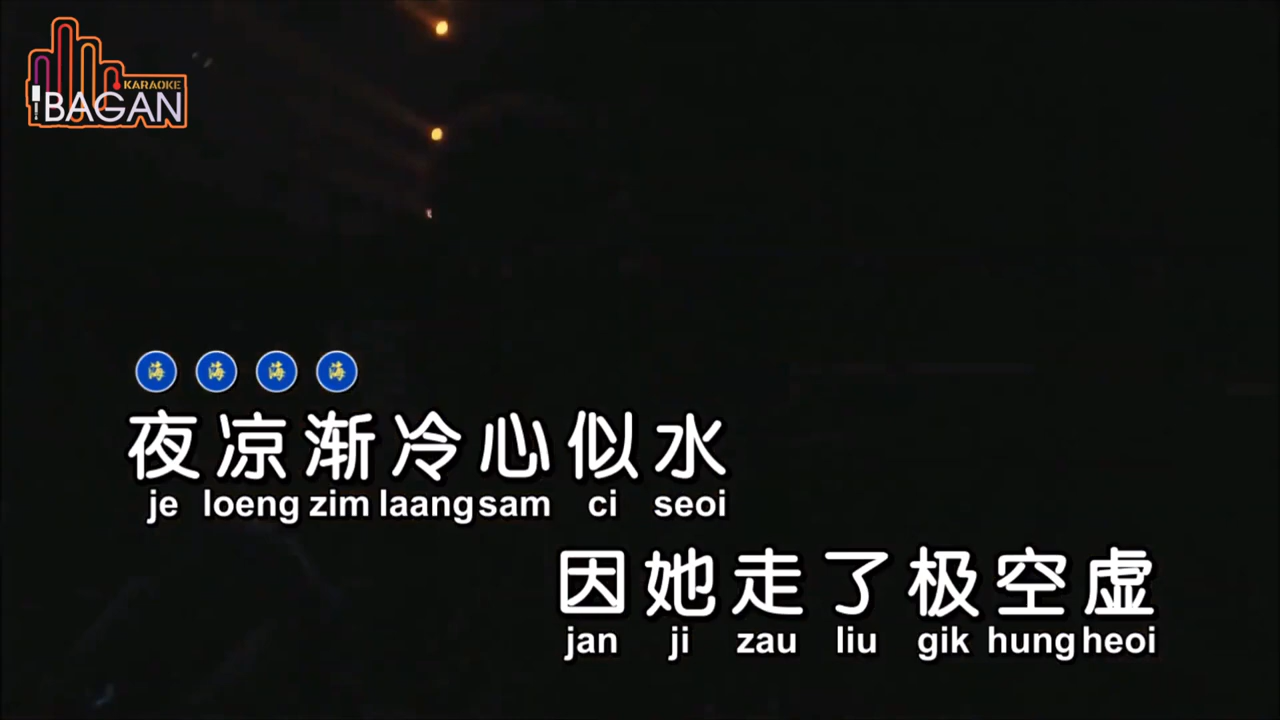 KARAOKE
BAGAN
海 海 海 海
夜凉渐冷心似水
je loeng zim laang sam ci seoi
因她走了极空虚
jan ji zau liu gik hung heoi